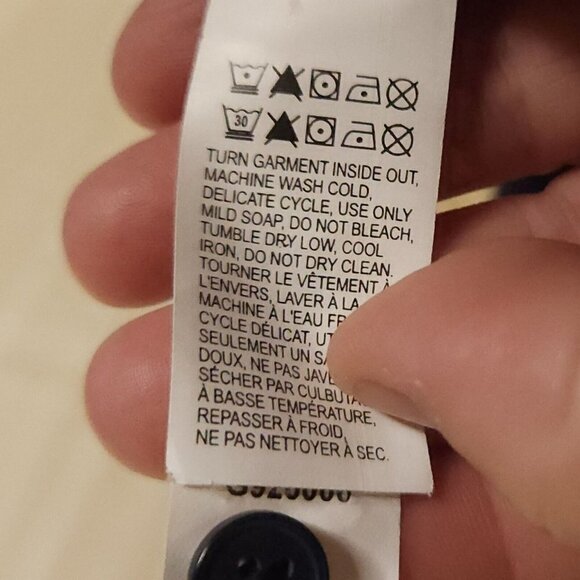 30
TURN GARMENT INSIDE OUT,
MACHINE WASH COLD,
DELICATE CYCLE, USE ONLY
MILD SOAP, DO NOT BLEACH,
TUMBLE DRY LOW, COOL
IRON, DO NOT DRY CLEAN.
TOURNER LE VÊTEMENT À
L'ENVERS, LAVER À LA
MACHINE À L'EAU
CYCLE DÉLICAT,
SEULEMENT UN
DOUX, NE PAS
SÉCHER PAR
À BASSE TEMPÉRATURE,
REPASSER À FROID,
NE PAS NETTOYER À SEC.